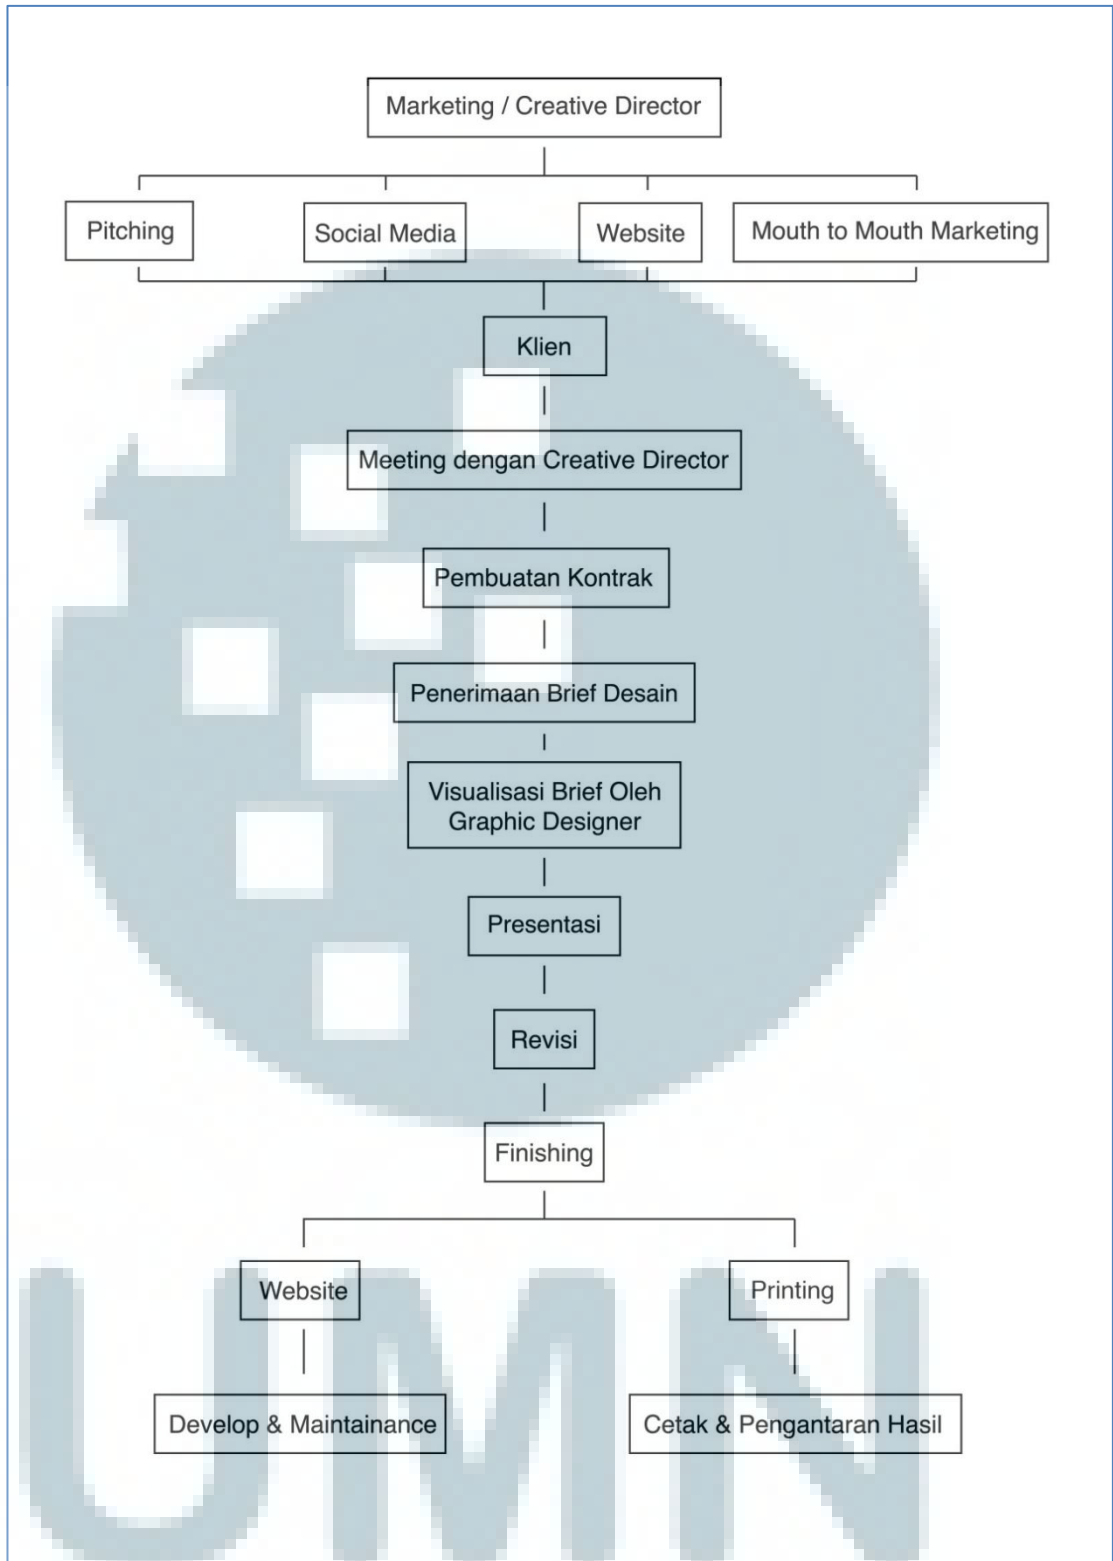 Marketing / Creative Director
Pitching
Social Media
Website
Mouth to Mouth Marketing
Klien
Meeting dengan Creative Director
Pembuatan Kontrak
Penerimaan Brief Desain
Visualisasi Brief Oleh
Graphic Designer
Presentasi
Revisi
Finishing
Website
Printing
Develop & Maintainance
Cetak & Pengantaran Hasil
UMN